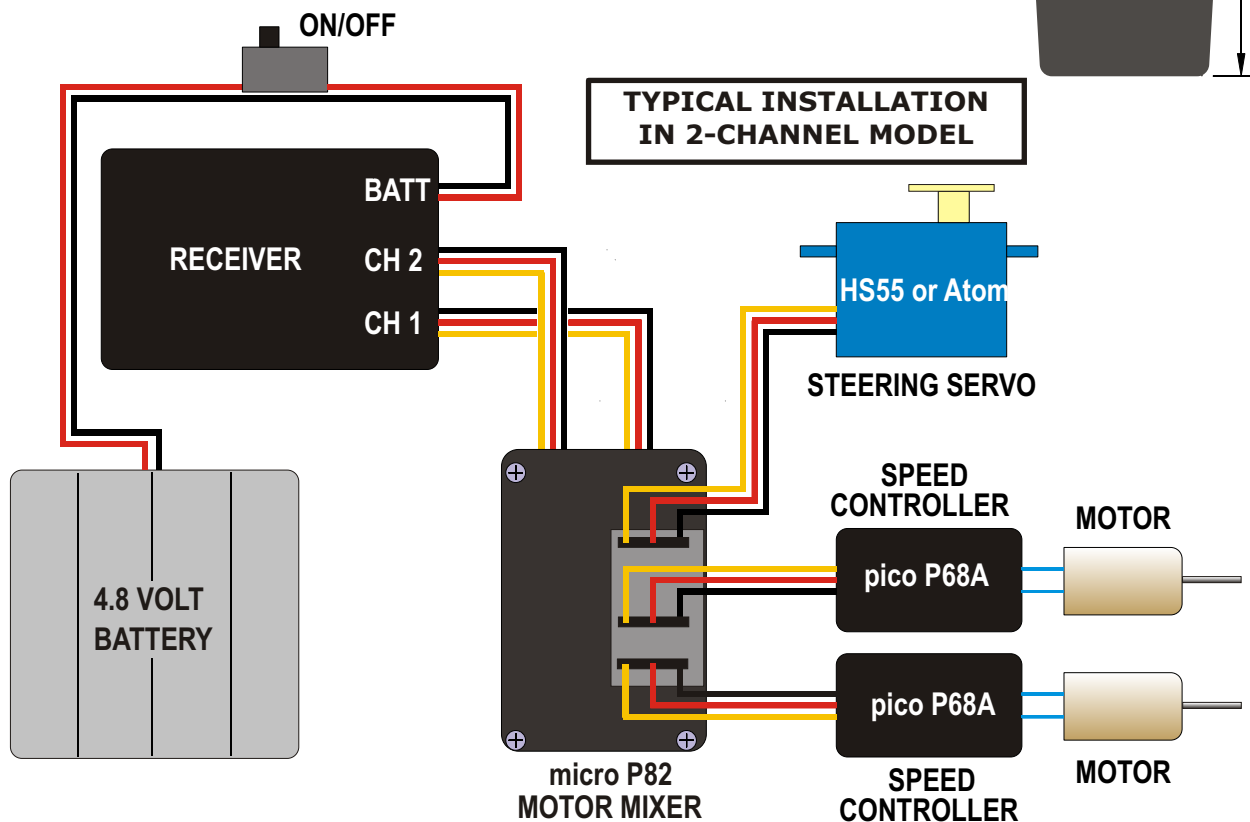 ON/OFF
TYPICAL INSTALLATION
IN 2-CHANNEL MODEL
BATT
RECEIVER
CH 2
CH 1
HS55 or Atom
STEERING SERVO
SPEED
CONTROLLER
MOTOR
pico P68A
4.8 VOLT
BATTERY
pico P68A
MOTOR
micro P82
MOTOR MIXER
SPEED
CONTROLLER